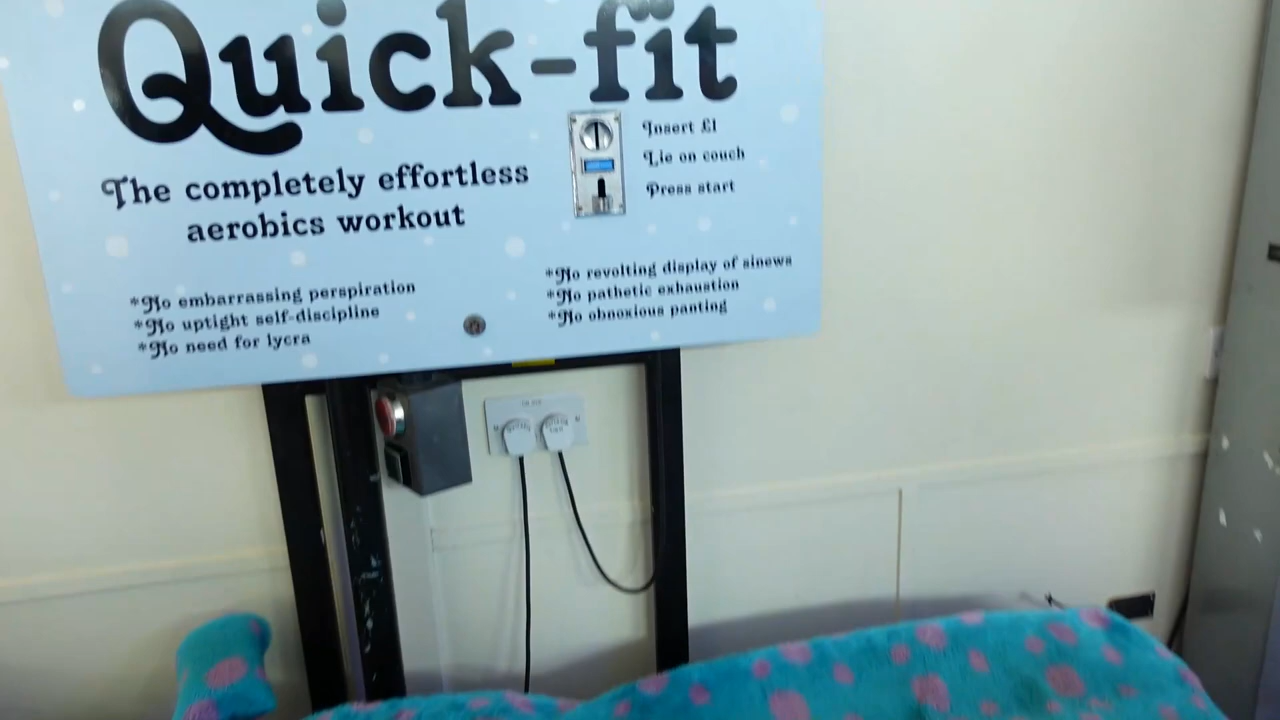 Quick-fit
The completely effortless
aerobics workout
Insert £1
Lie on couch
Press start
*No embarrassing perspiration
*No uptight self-discipline
*No need for lycra
*No revolting display of sinews
*No pathetic exhaustion
*No obnoxious panting